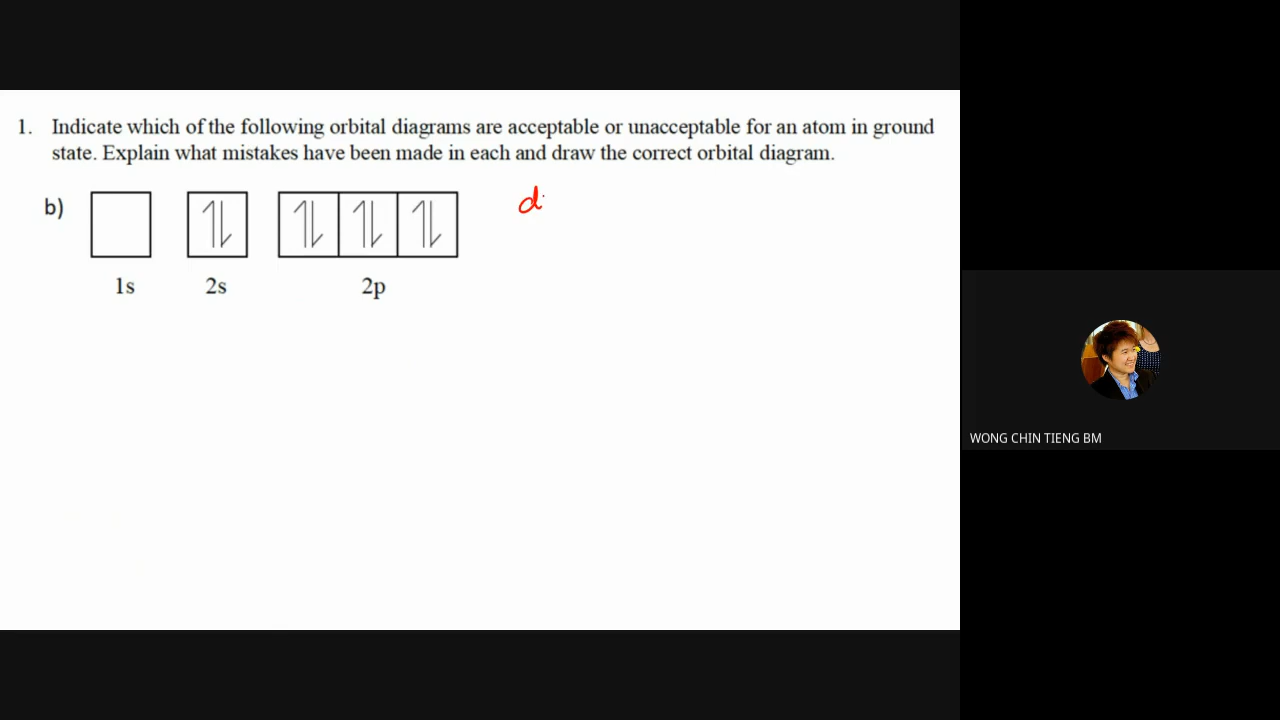 1. Indicate which of the following orbital diagrams are acceptable or unacceptable for an atom in ground
state. Explain what mistakes have been made in each and draw the correct orbital diagram.
b)
d
1s 2s 2p
WONG CHIN TIENG BM